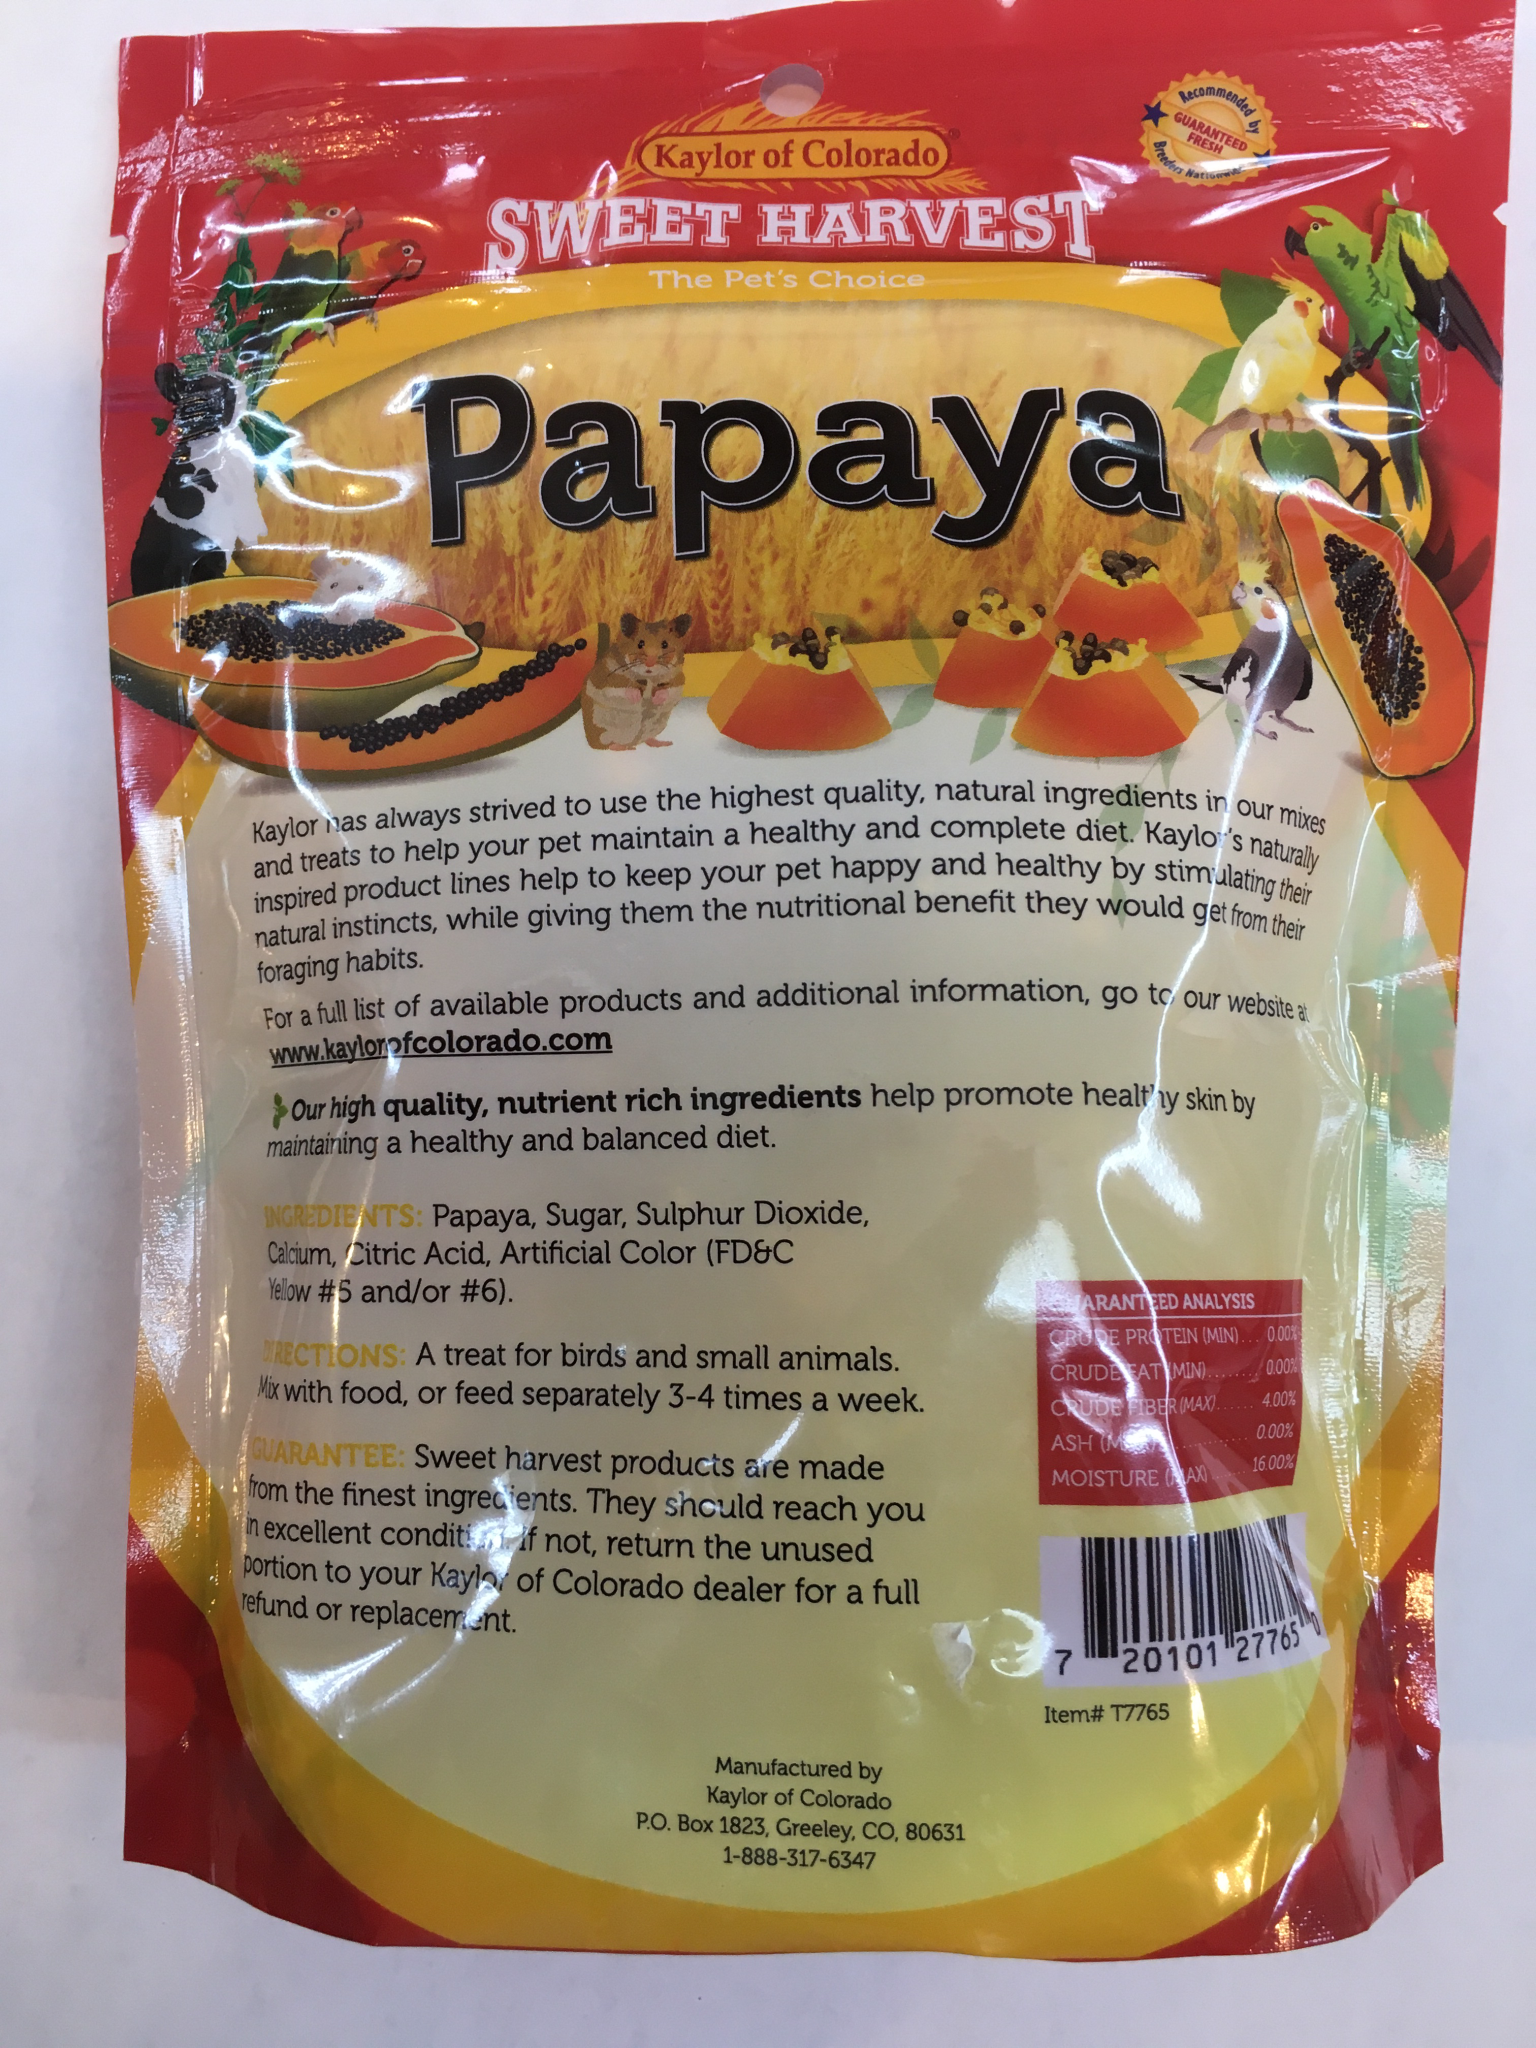 Kaylor of Colorado®
Recommended by
GUARANTEED
FRESH
Breeders Nationwide
SWEET HARVEST
The Pet's Choice
Papaya
Kaylor has always strived to use the highest quality, natural ingredients in our mixes
and treats to help your pet maintain a healthy and complete diet. Kaylor's naturally
inspired product lines help to keep your pet happy and healthy by stimulating their
natural instincts, while giving them the nutritional benefit they would get from their
foraging habits.
For a full list of available products and additional information, go to our website at
www.kaylorofcolorado.com
Our high quality, nutrient rich ingredients help promote healthy skin by
maintaining a healthy and balanced diet.
INGREDIENTS: Papaya, Sugar, Sulphur Dioxide,
Calcium, Citric Acid, Artificial Color (FD&C
Yellow #5 and/or #6).
DIRECTIONS: A treat for birds and small animals.
Mix with food, or feed separately 3-4 times a week.
GUARANTEE: Sweet harvest products are made
from the finest ingredients. They should reach you
in excellent condition. If not, return the unused
portion to your Kaylor of Colorado dealer for a full
refund or replacement.
GUARANTEED ANALYSIS
CRUDE PROTEIN (MIN)... 0.00%
CRUDE FAT (MIN)........ 0.00%
CRUDE FIBER (MAX)...... 4.00%
ASH ............... 0.00%
MOISTURE (MAX) ...... 16.00%
7 20101 27765 0
Item# T7765
Manufactured by
Kaylor of Colorado
P.O. Box 1823, Greeley, CO, 80631
1-888-317-6347